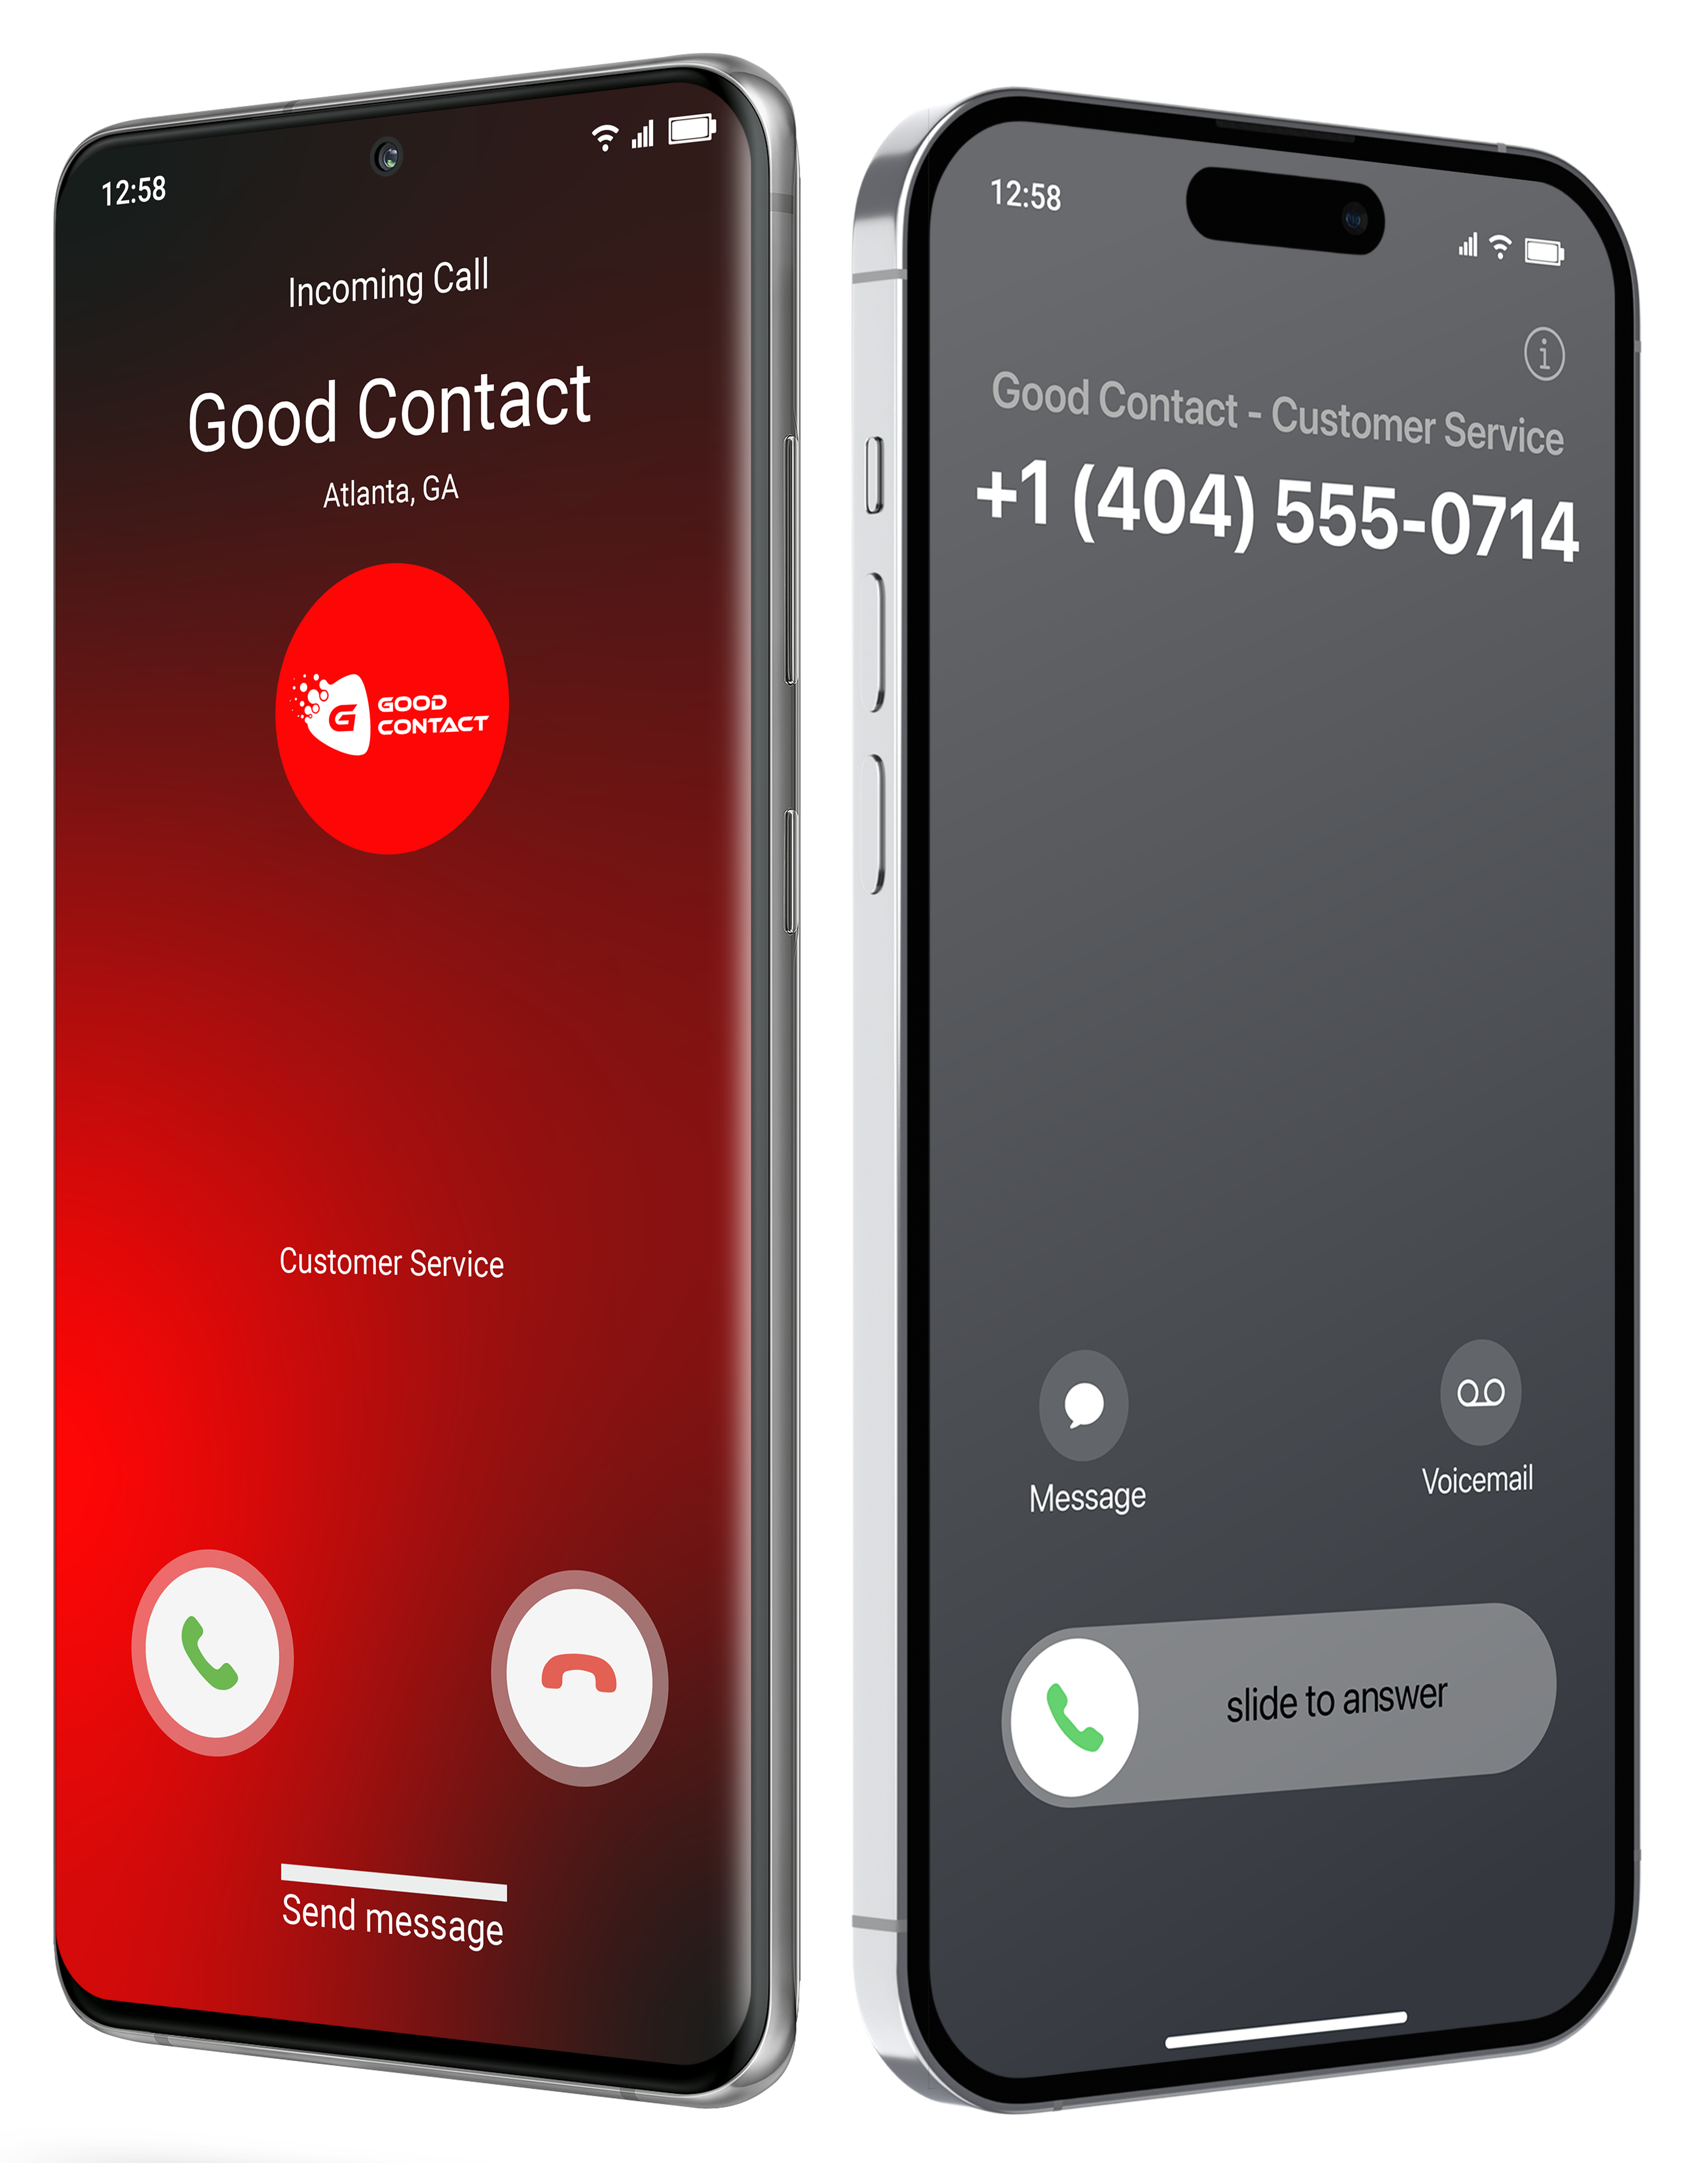 12:58
Incoming Call
Good Contact
Atlanta, GA
G
GOOD
CONTACT
Customer Service
Send message
12:58
Good Contact - Customer Service
+1 (404) 555-0714
Message
Voicemail
slide to answer